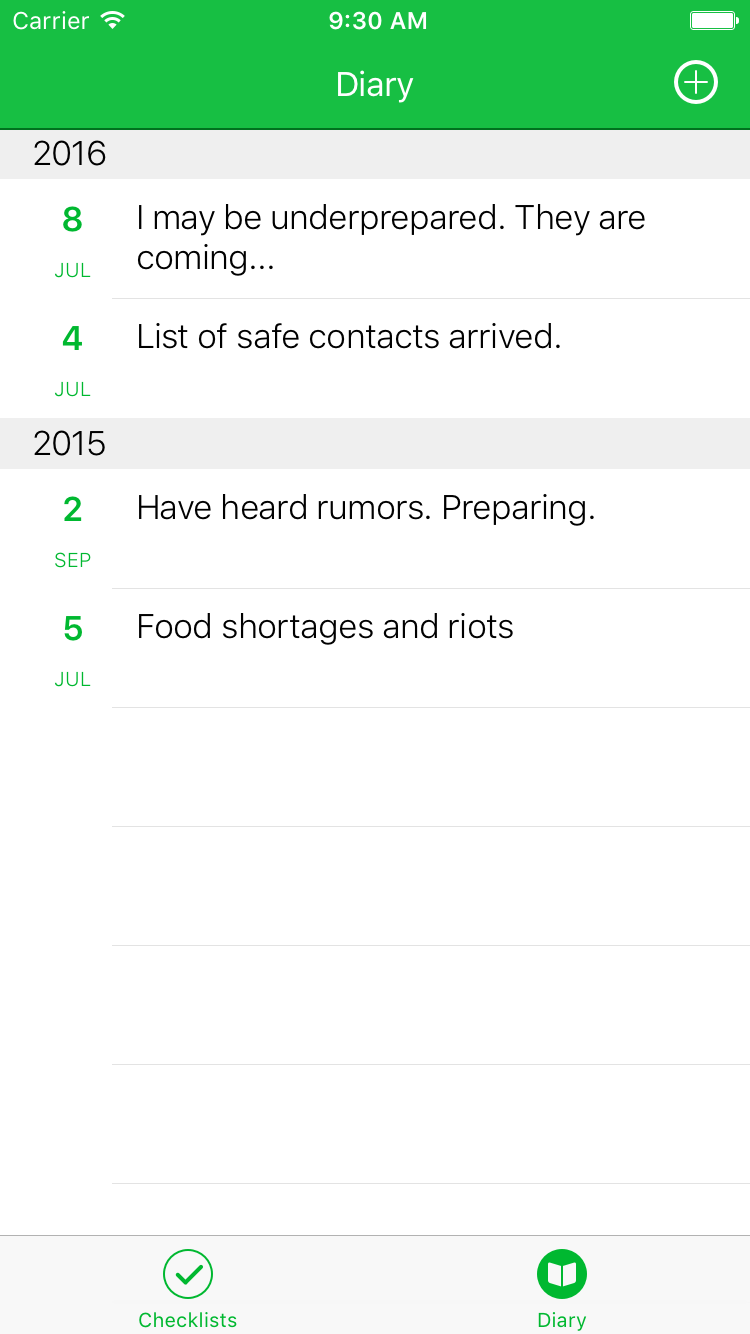 Carrier 9:30 AM
Diary
2016
8 I may be underprepared. They are
coming...
JUL
4 List of safe contacts arrived.
JUL
2015
2 Have heard rumors. Preparing.
SEP
5 Food shortages and riots
JUL
Checklists Diary